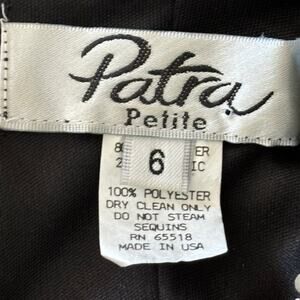 Patra
Petite
6
100% POLYESTER
DRY CLEAN ONLY
DO NOT STEAM
SEQUINS
RN 65518
MADE IN USA